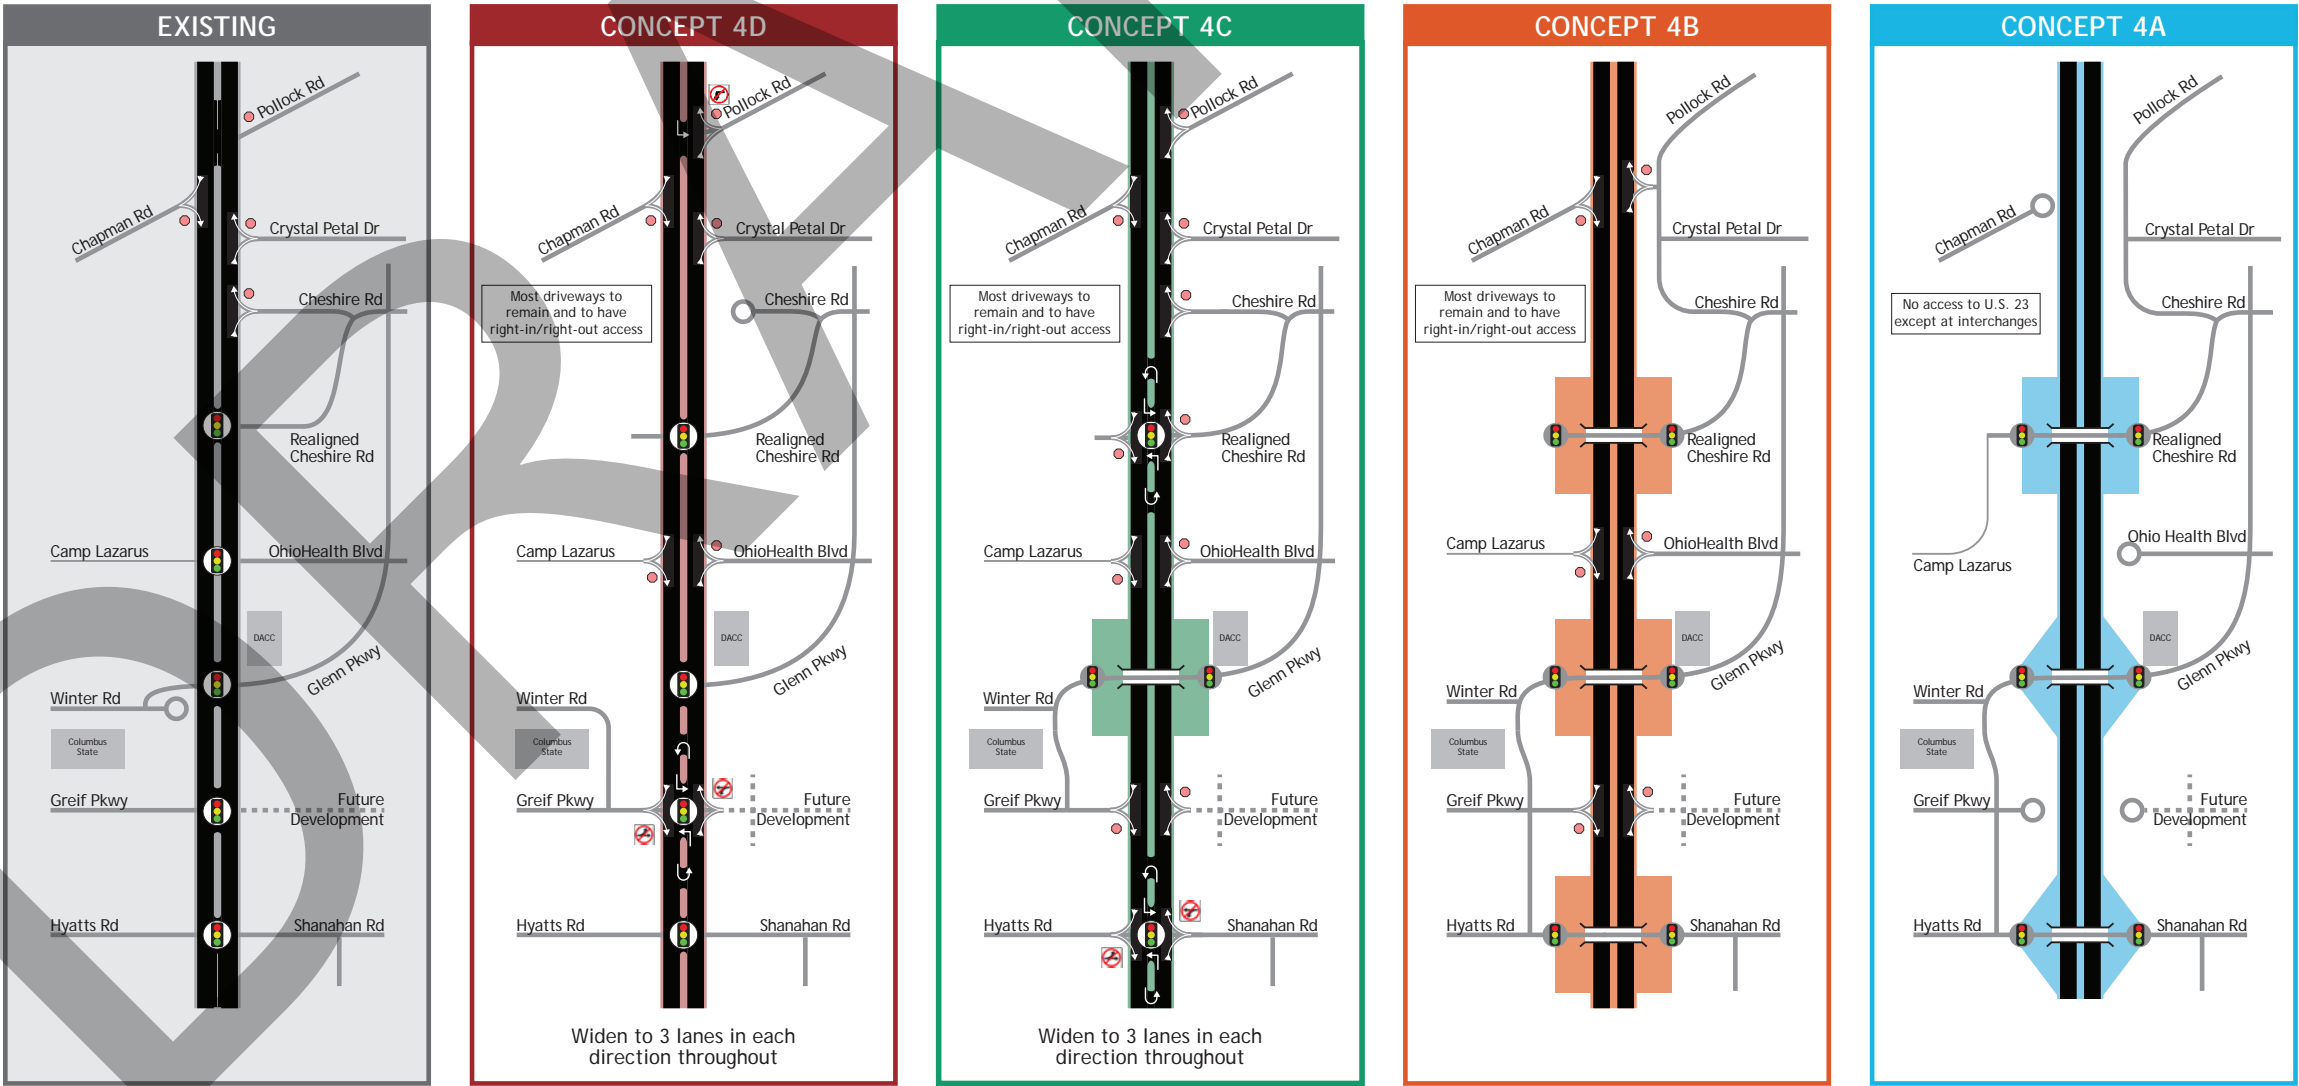 EXISTING
Pollock Rd
Chapman Rd
Crystal Petal Dr
Cheshire Rd
Realigned
Cheshire Rd
Camp Lazarus
OhioHealth Blvd
DACC
Glenn Pkwy
Winter Rd
Columbus
State
Greif Pkwy
Future
Development
Hyatts Rd
Shanahan Rd
CONCEPT 4D
Pollock Rd
Chapman Rd
Crystal Petal Dr
Most driveways to
remain and to have
right-in/right-out access
Cheshire Rd
Realigned
Cheshire Rd
Camp Lazarus
OhioHealth Blvd
DACC
Glenn Pkwy
Winter Rd
Columbus
State
Greif Pkwy
Future
Development
Hyatts Rd
Shanahan Rd
Widen to 3 lanes in each
direction throughout
CONCEPT 4C
Pollock Rd
Chapman Rd
Crystal Petal Dr
Most driveways to
remain and to have
right-in/right-out access
Cheshire Rd
Realigned
Cheshire Rd
Camp Lazarus
OhioHealth Blvd
DACC
Glenn Pkwy
Winter Rd
Columbus
State
Greif Pkwy
Future
Development
Hyatts Rd
Shanahan Rd
Widen to 3 lanes in each
direction throughout
CONCEPT 4B
Pollock Rd
Chapman Rd
Crystal Petal Dr
Most driveways to
remain and to have
right-in/right-out access
Cheshire Rd
Realigned
Cheshire Rd
Camp Lazarus
OhioHealth Blvd
DACC
Glenn Pkwy
Winter Rd
Columbus
State
Greif Pkwy
Future
Development
Hyatts Rd
Shanahan Rd
CONCEPT 4A
Pollock Rd
Chapman Rd
Crystal Petal Dr
No access to U.S. 23
except at interchanges
Cheshire Rd
Realigned
Cheshire Rd
Ohio Health Blvd
Camp Lazarus
DACC
Glenn Pkwy
Winter Rd
Columbus
State
Greif Pkwy
Future
Development
Hyatts Rd
Shanahan Rd
DRAFT